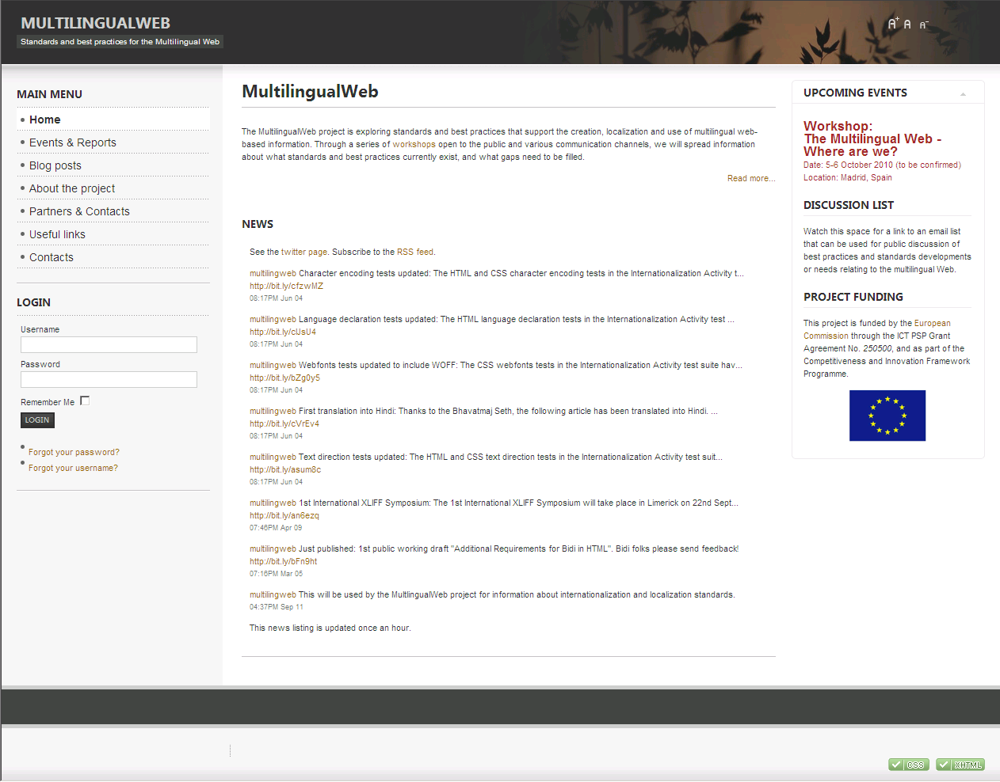 MULTILINGUALWEB
Standards and best practices for the Multilingual Web
A+ A A-
MAIN MENU
Home
Events & Reports
Blog posts
About the project
Partners & Contacts
Useful links
Contacts
LOGIN
Username
Password
Remember Me
LOGIN
Forgot your password?
Forgot your username?
MultilingualWeb
The MultilingualWeb project is exploring standards and best practices that support the creation, localization and use of multilingual web-
based information. Through a series of workshops open to the public and various communication channels, we will spread information
about what standards and best practices currently exist, and what gaps need to be filled.
Read more...
NEWS
See the twitter page. Subscribe to the RSS feed.
multilingweb Character encoding tests updated: The HTML and CSS character encoding tests in the Internationalization Activity t...
http://bit.ly/cfzwMZ
08:17PM Jun 04
multilingweb Language declaration tests updated: The HTML language declaration tests in the Internationalization Activity test ...
http://bit.ly/clJsU4
08:17PM Jun 04
multilingweb Webfonts tests updated to include WOFF: The CSS webfonts tests in the Internationalization Activity test suite hav...
http://bit.ly/bZg0y5
08:17PM Jun 04
multilingweb First translation into Hindi: Thanks to the Bhavatmaj Seth, the following article has been translated into Hindi. ...
http://bit.ly/cVrEv4
08:17PM Jun 04
multilingweb Text direction tests updated: The HTML and CSS text direction tests in the Internationalization Activity test suit...
http://bit.ly/asum8c
08:17PM Jun 04
multilingweb 1st International XLIFF Symposium: The 1st International XLIFF Symposium will take place in Limerick on 22nd Sept...
http://bit.ly/an6ezq
07:46PM Apr 09
multilingweb Just published: 1st public working draft "Additional Requirements for Bidi in HTML". Bidi folks please send feedback!
http://bit.ly/bFn9ht
07:16PM Mar 05
multilingweb This will be used by the MultlingualWeb project for information about internationalization and localization standards.
04:37PM Sep 11
This news listing is updated once an hour.
UPCOMING EVENTS
Workshop:
The Multilingual Web -
Where are we?
Date: 5-6 October 2010 (to be confirmed)
Location: Madrid, Spain
DISCUSSION LIST
Watch this space for a link to an email list
that can be used for public discussion of
best practices and standards developments
or needs relating to the multilingual Web.
PROJECT FUNDING
This project is funded by the European
Commission through the ICT PSP Grant
Agreement No. 250500, and as part of the
Competitiveness and Innovation Framework
Programme.
CSS XHTML